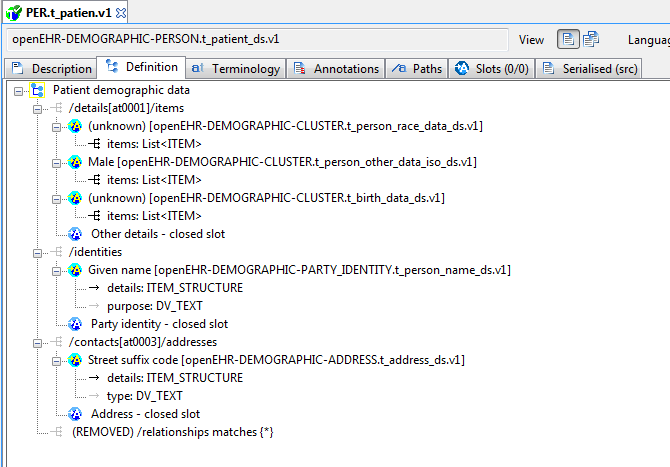 PER.t_patien.v1
openEHR-DEMOGRAPHIC-PERSON.t_patient_ds.v1 View Languag
Description Definition Terminology Annotations Paths Slots (0/0) Serialised (src)
Patient demographic data
/details[at0001]/items
(unknown) [openEHR-DEMOGRAPHIC-CLUSTER.t_person_race_data_ds.v1]
items: List<ITEM>
Male [openEHR-DEMOGRAPHIC-CLUSTER.t_person_other_data_iso_ds.v1]
items: List<ITEM>
(unknown) [openEHR-DEMOGRAPHIC-CLUSTER.t_birth_data_ds.v1]
items: List<ITEM>
Other details - closed slot
/identities
Given name [openEHR-DEMOGRAPHIC-PARTY_IDENTITY.t_person_name_ds.v1]
details: ITEM_STRUCTURE
purpose: DV_TEXT
Party identity - closed slot
/contacts[at0003]/addresses
Street suffix code [openEHR-DEMOGRAPHIC-ADDRESS.t_address_ds.v1]
details: ITEM_STRUCTURE
type: DV_TEXT
Address - closed slot
(REMOVED) /relationships matches {*}